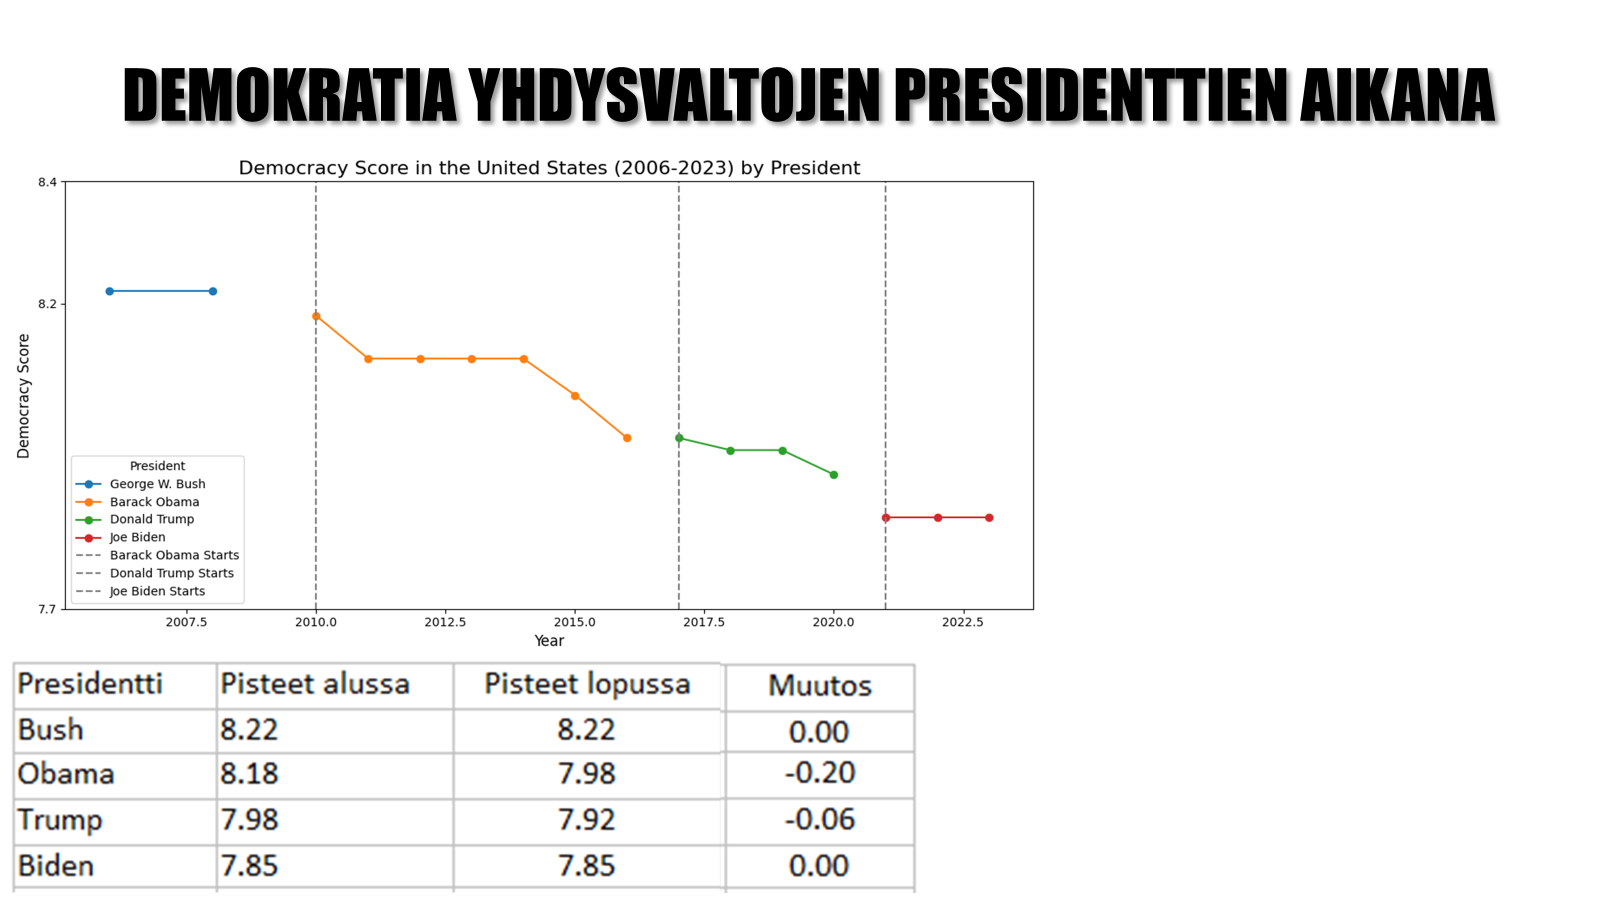 DEMOKRATIA YHDYSVALTOJEN PRESIDENTTIEN AIKANA
Democracy Score in the United States (2006-2023) by President
8.4
8.2
7.7
Democracy Score
President
George W. Bush
Barack Obama
Donald Trump
Joe Biden
Barack Obama Starts
Donald Trump Starts
Joe Biden Starts
2007.5 2010.0 2012.5 2015.0 2017.5 2020.0 2022.5
Year
Presidentti Pisteet alussa Pisteet lopussa Muutos
Bush 8.22 8.22 0.00
Obama 8.18 7.98 -0.20
Trump 7.98 7.92 -0.06
Biden 7.85 7.85 0.00